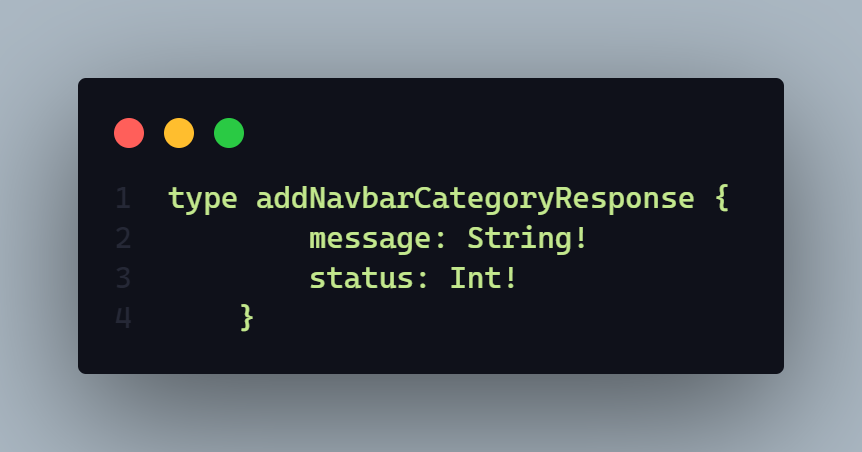 1 type addNavbarCategoryResponse {
2 message: String!
3 status: Int!
4 }